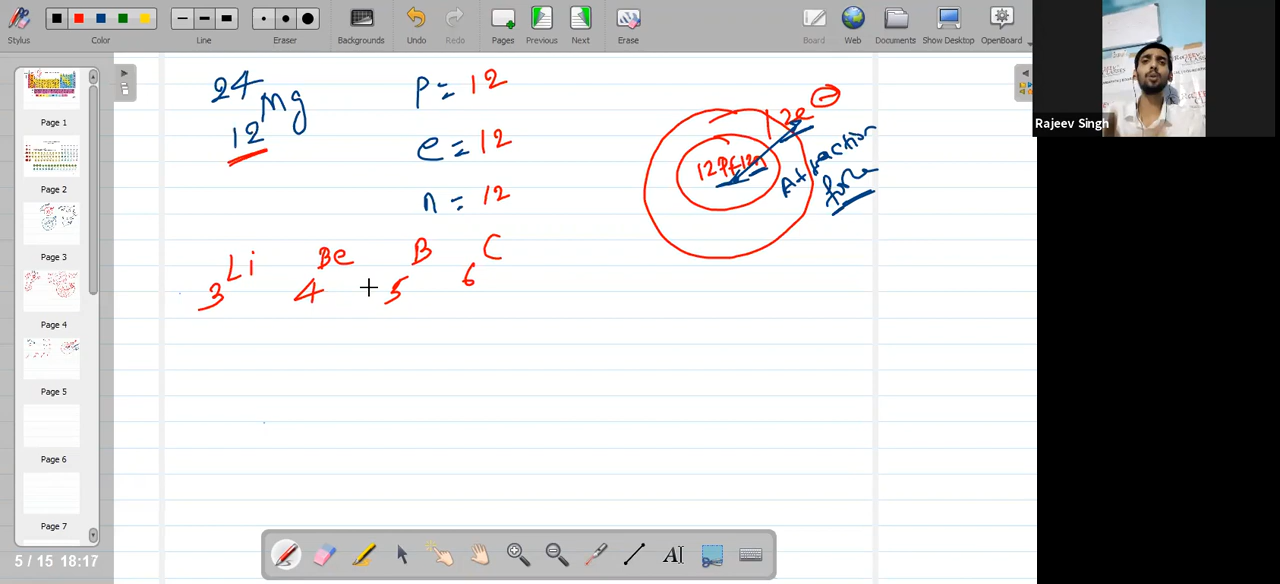 Stylus
Color
Line
Eraser
Backgrounds
Undo
Redo
Pages
Previous
Next
Erase
Board
Web
Documents
Show Desktop
OpenBoard
Rajeev Singh
Page 1
Page 2
Page 3
Page 4
Page 5
Page 6
Page 7
24
12 Mg
p = 12
e = 12
n = 12
12e −
12P+12n
Attraction
force
3 Li 4 Be 5 B 6 C
5 / 15 18:17